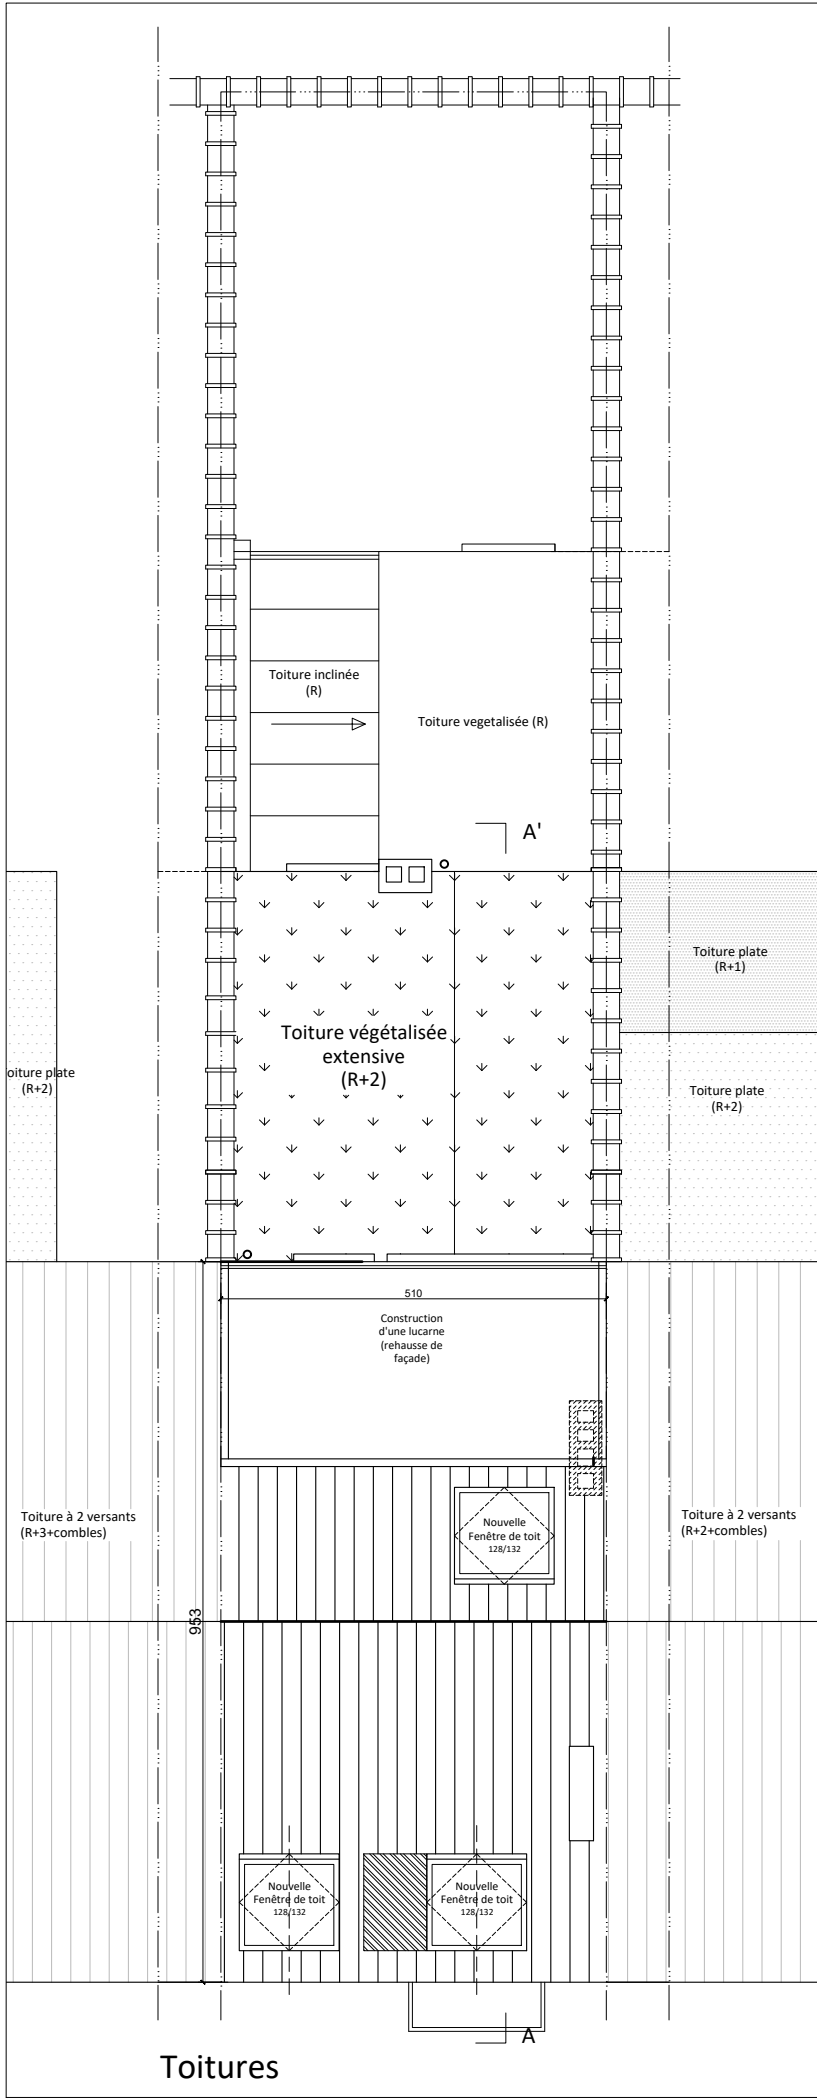 Toiture inclinée
(R)
Toiture vegetalisée (R)
A'
Toiture plate
(R+1)
Toiture végétalisée
extensive
(R+2)
oiture plate
(R+2)
Toiture plate
(R+2)
510
Construction
d'une lucarne
(rehausse de
façade)
Toiture à 2 versants
(R+3+combles)
Nouvelle
Fenêtre de toit
128/132
Toiture à 2 versants
(R+2+combles)
953
Nouvelle
Fenêtre de toit
128/132
Nouvelle
Fenêtre de toit
128/132
A
Toitures